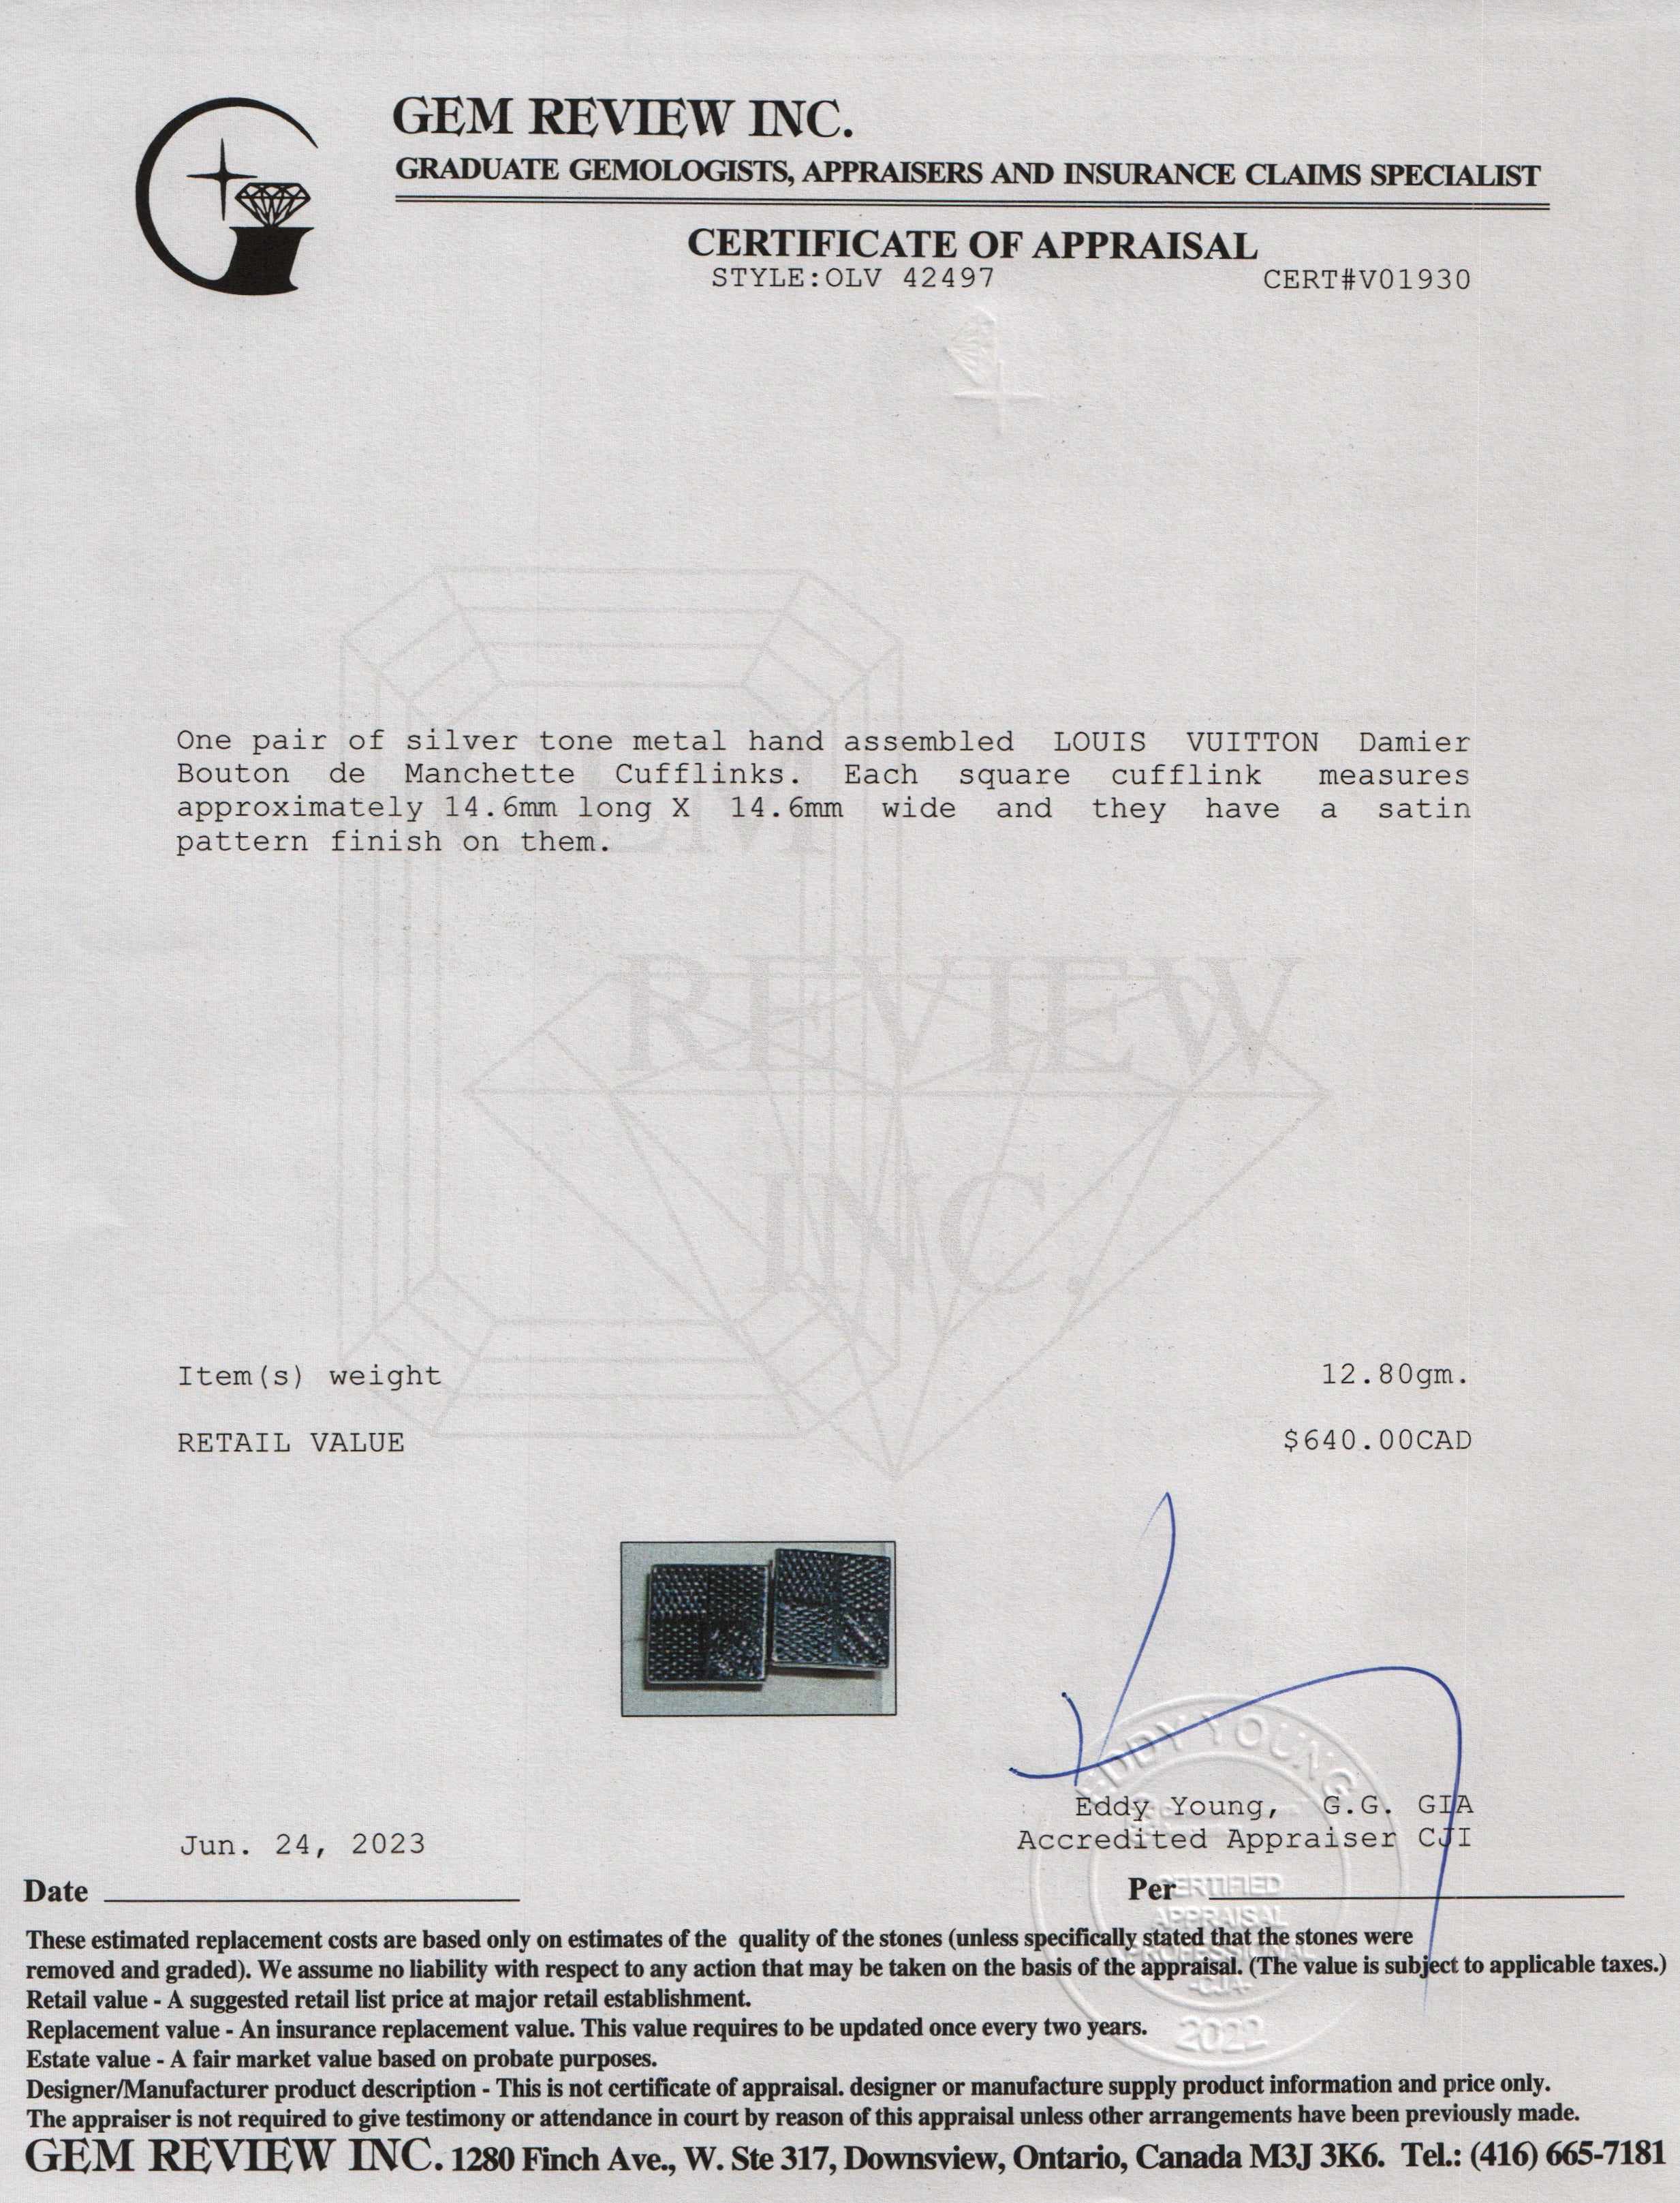 GEM REVIEW INC.
GRADUATE GEMOLOGISTS, APPRAISERS AND INSURANCE CLAIMS SPECIALIST
CERTIFICATE OF APPRAISAL
STYLE:OLV 42497 CERT#V01930
One pair of silver tone metal hand assembled LOUIS VUITTON Damier
Bouton de Manchette Cufflinks. Each square cufflink measures
approximately 14.6mm long X 14.6mm wide and they have a satin
pattern finish on them.
GEM
REVIEW
INC.
Item(s) weight 12.80gm.
RETAIL VALUE $640.00CAD
EDDY YOUNG
Eddy Young, G.G. GIA
Jun. 24, 2023 Accredited Appraiser CJI
Date Per
CERTIFIED
APPRAISAL
PROFESSIONAL
-CJA-
2022
These estimated replacement costs are based only on estimates of the quality of the stones (unless specifically stated that the stones were
removed and graded). We assume no liability with respect to any action that may be taken on the basis of the appraisal. (The value is subject to applicable taxes.)
Retail value - A suggested retail list price at major retail establishment.
Replacement value - An insurance replacement value. This value requires to be updated once every two years.
Estate value - A fair market value based on probate purposes.
Designer/Manufacturer product description - This is not certificate of appraisal. designer or manufacture supply product information and price only.
The appraiser is not required to give testimony or attendance in court by reason of this appraisal unless other arrangements have been previously made.
GEM REVIEW INC. 1280 Finch Ave., W. Ste 317, Downsview, Ontario, Canada M3J 3K6. Tel.: (416) 665-7181